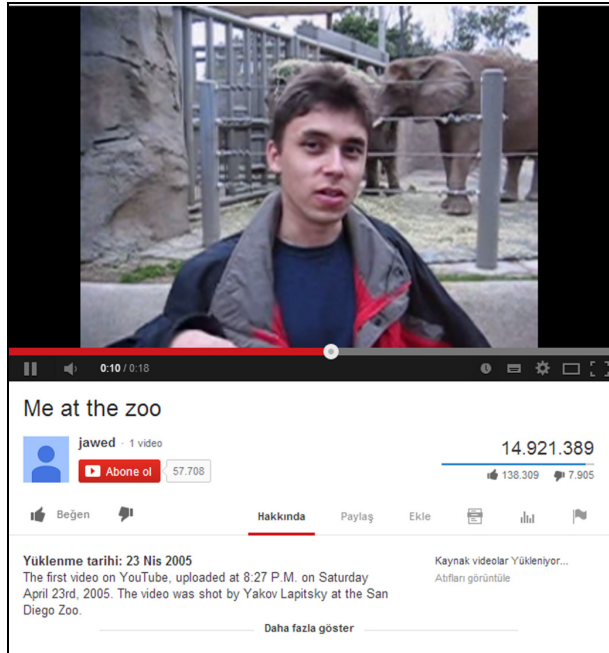 0:10 / 0:18
Me at the zoo
jawed · 1 video
14.921.389
Abone ol 57.708
138.309 7.905
Beğen Hakkında Paylaş Ekle
Yüklenme tarihi: 23 Nis 2005
The first video on YouTube, uploaded at 8:27 P.M. on Saturday
April 23rd, 2005. The video was shot by Yakov Lapitsky at the San
Diego Zoo.
Kaynak videolar Yükleniyor...
Atıfları görüntüle
Daha fazla göster